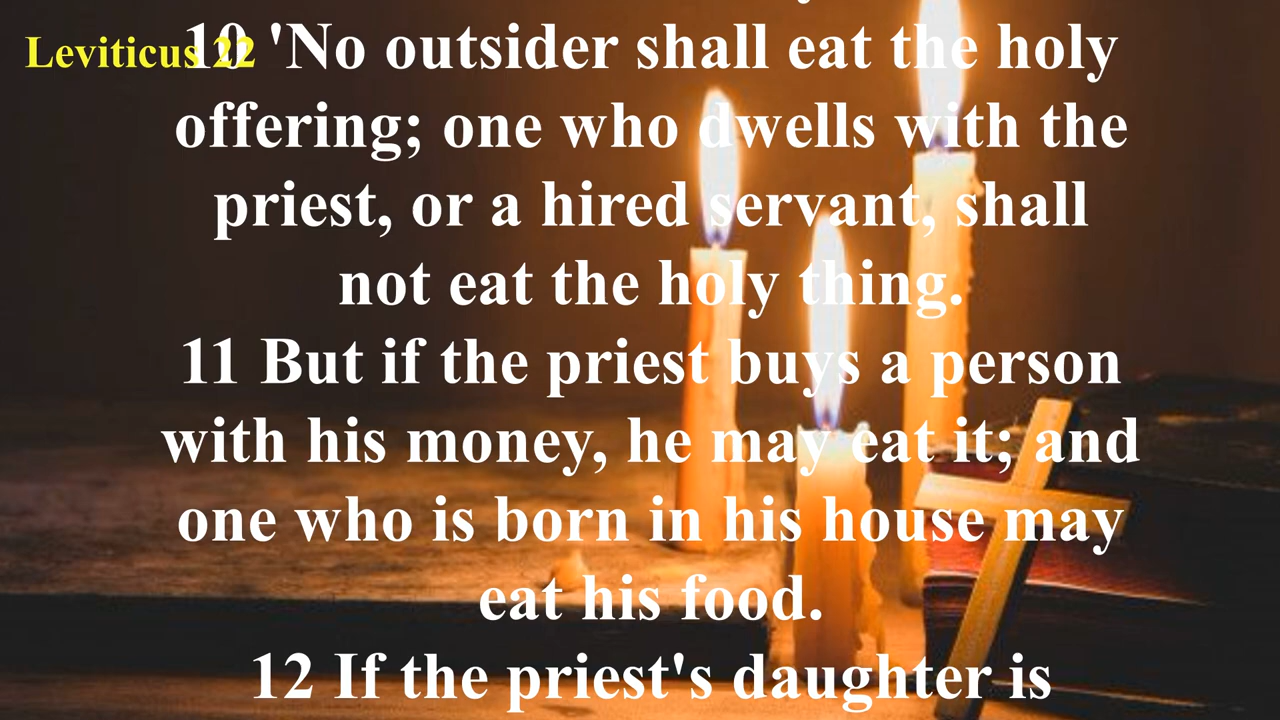 Leviticus 22
10 'No outsider shall eat the holy
offering; one who dwells with the
priest, or a hired servant, shall
not eat the holy thing.
11 But if the priest buys a person
with his money, he may eat it; and
one who is born in his house may
eat his food.
12 If the priest's daughter is